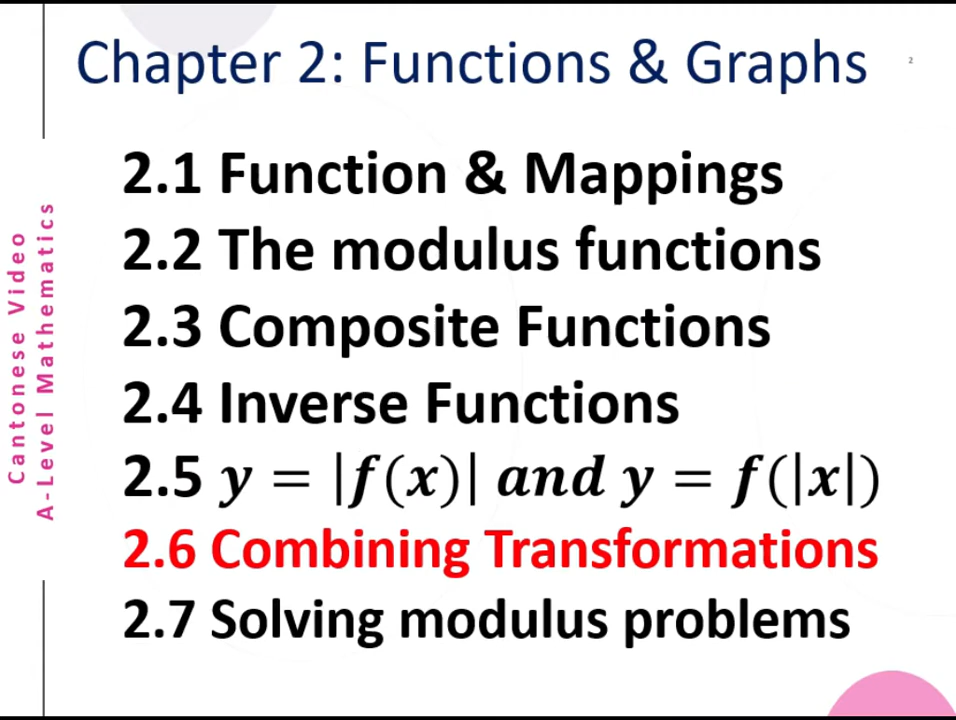 Chapter 2: Functions & Graphs
2
2.1 Function & Mappings
2.2 The modulus functions
2.3 Composite Functions
2.4 Inverse Functions
2.5 y = |f(x)| and y = f(|x|)
2.6 Combining Transformations
2.7 Solving modulus problems
Cantonese Video
A-Level Mathematics